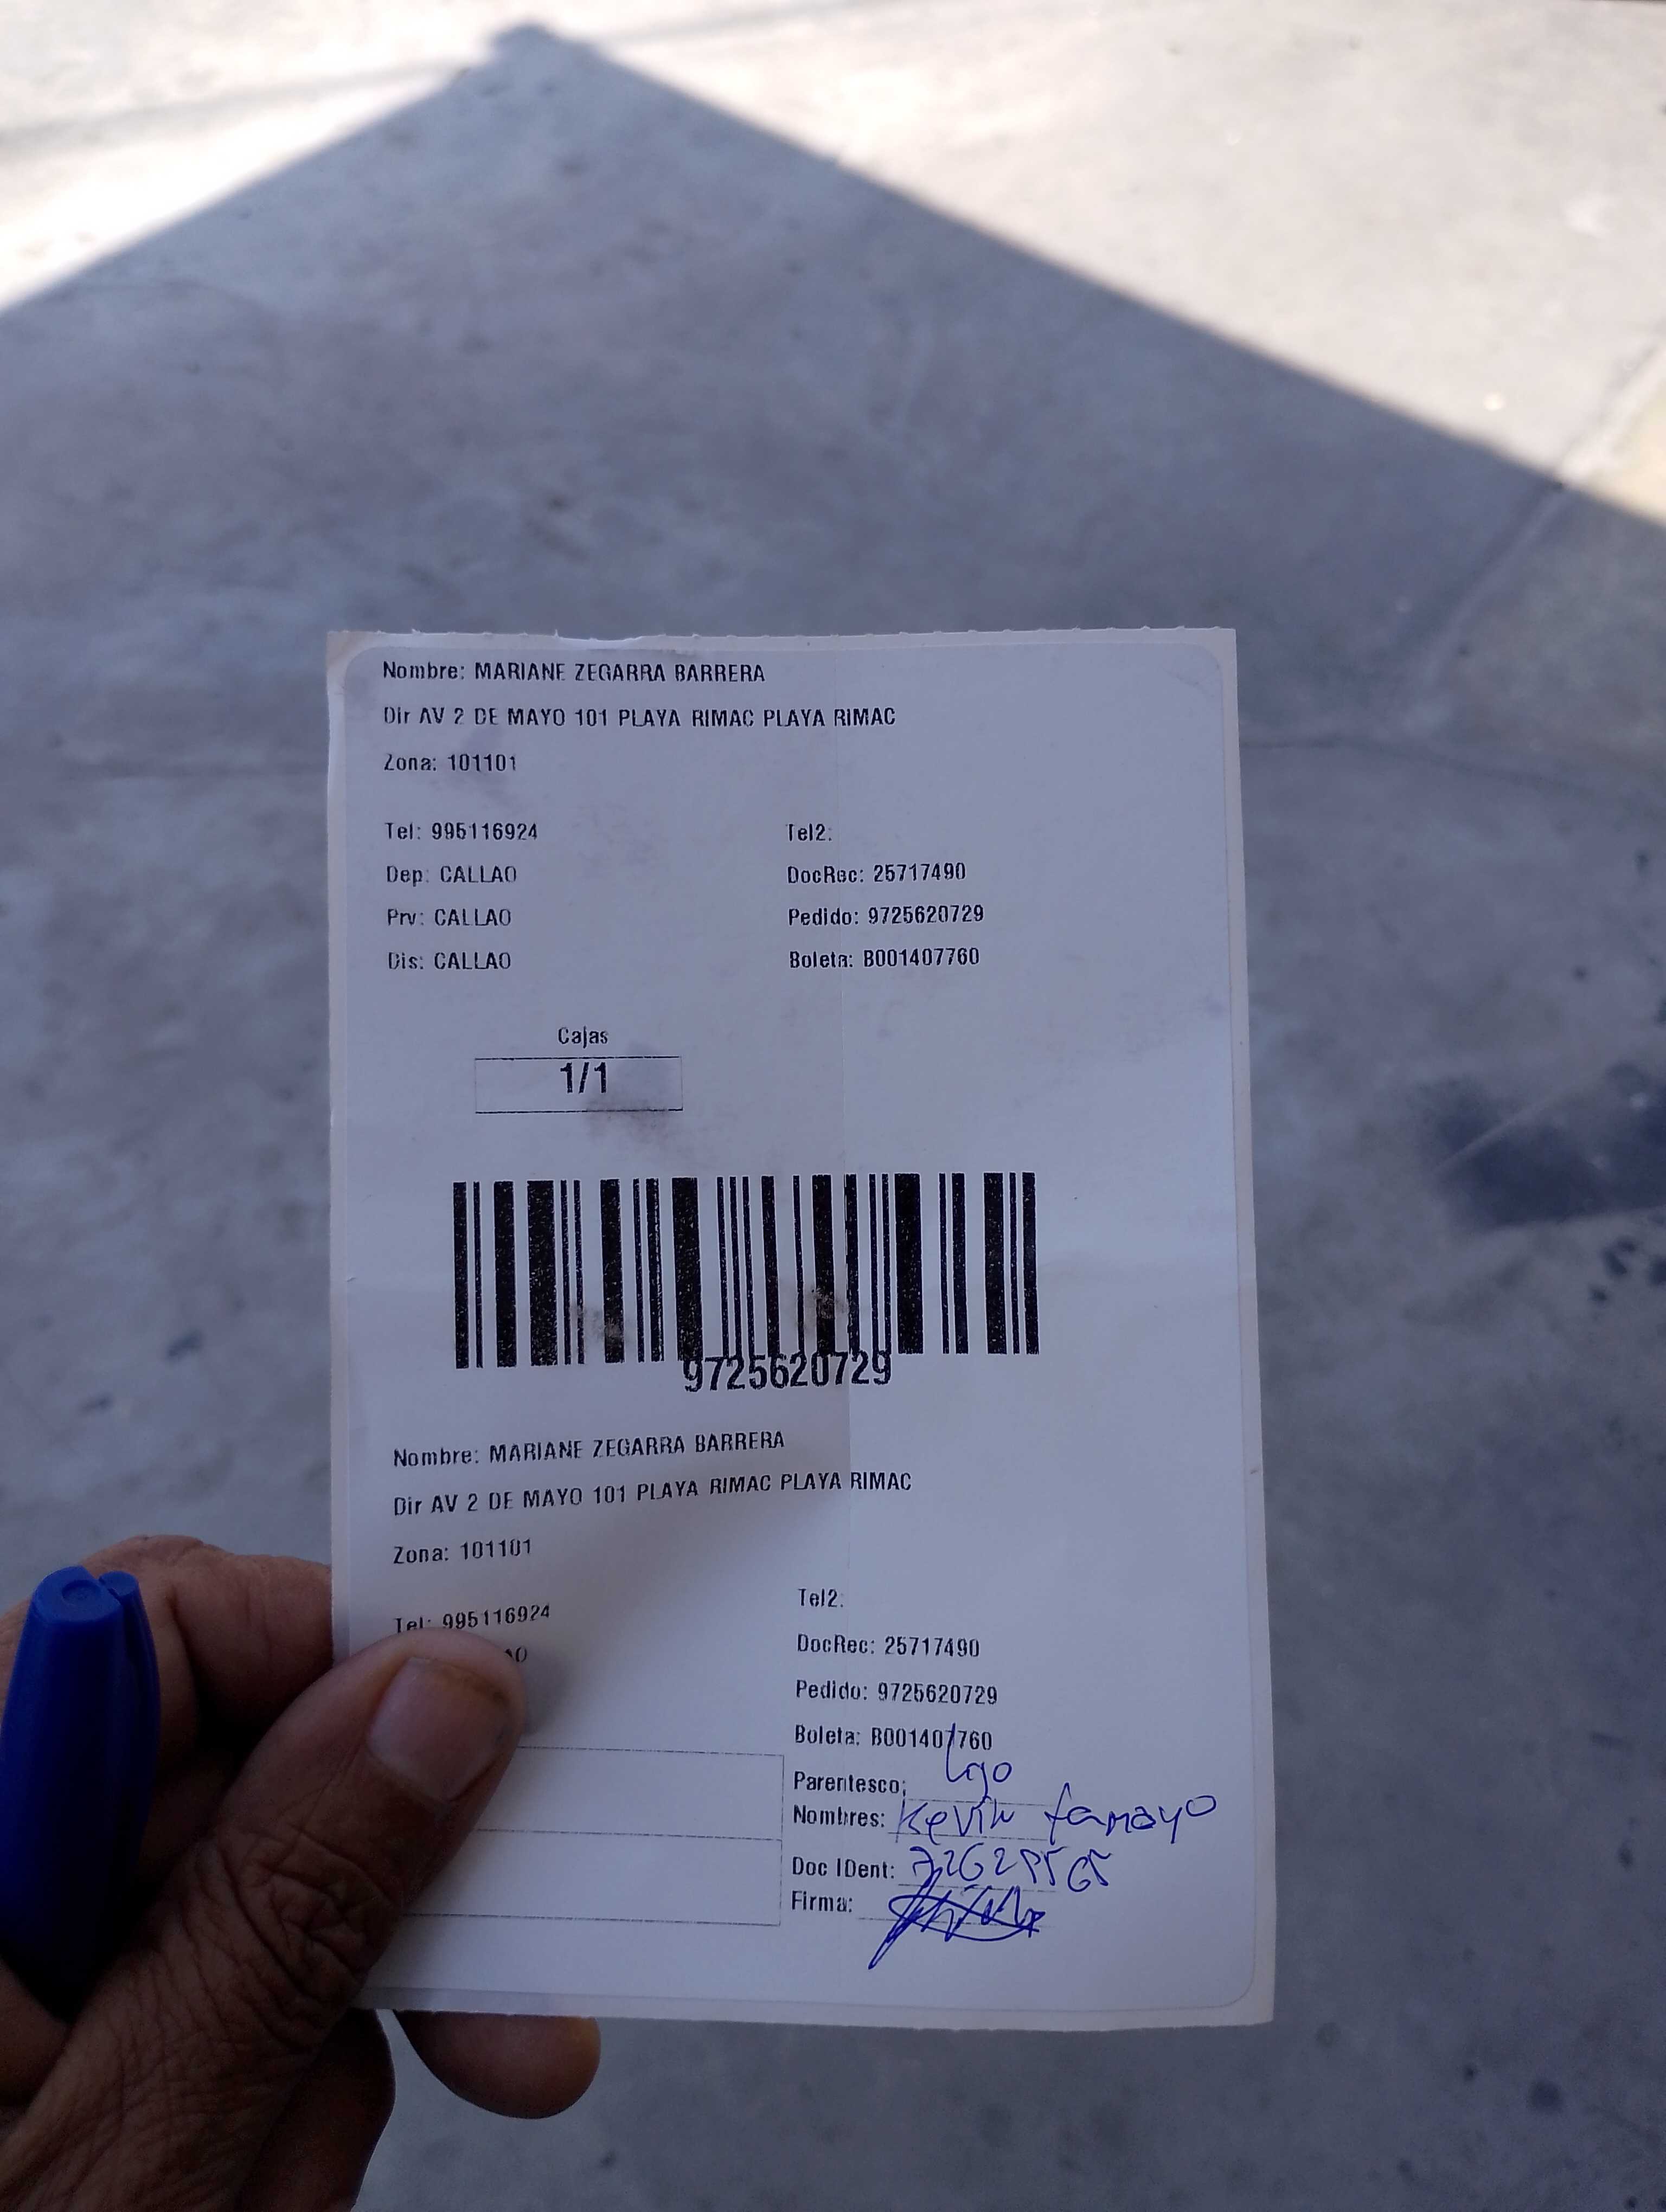 Nombre: MARIANE ZEGARRA BARRERA
Dir AV 2 DE MAYO 101 PLAYA RIMAC PLAYA RIMAC
Zona: 101101
Tel: 995116924 Tel2:
Dep: CALLAO DocRec: 25717490
Prv: CALLAO Pedido: 9725620729
Dis: CALLAO Boleta: B001407760
Cajas
1/1
9725620729
Nombre: MARIANE ZEGARRA BARRERA
Dir AV 2 DE MAYO 101 PLAYA RIMAC PLAYA RIMAC
Zona: 101101
Tel: 995116924 Tel2:
AO DocRec: 25717490
Pedido: 9725620729
Boleta: B001407760
Parentesco:
Nombres: Kevin tamayo
Doc IDent:
Firma: